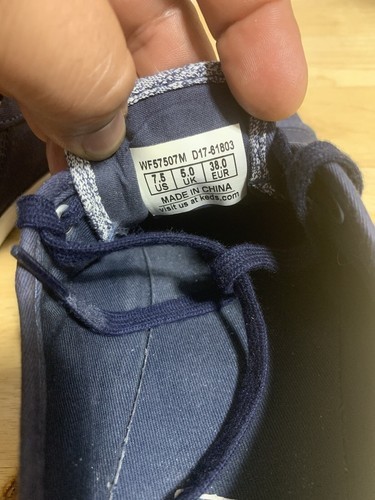 WF57507M D17-61803
7.5 5.0 38.0
US UK EUR
MADE IN CHINA
visit us at keds.com